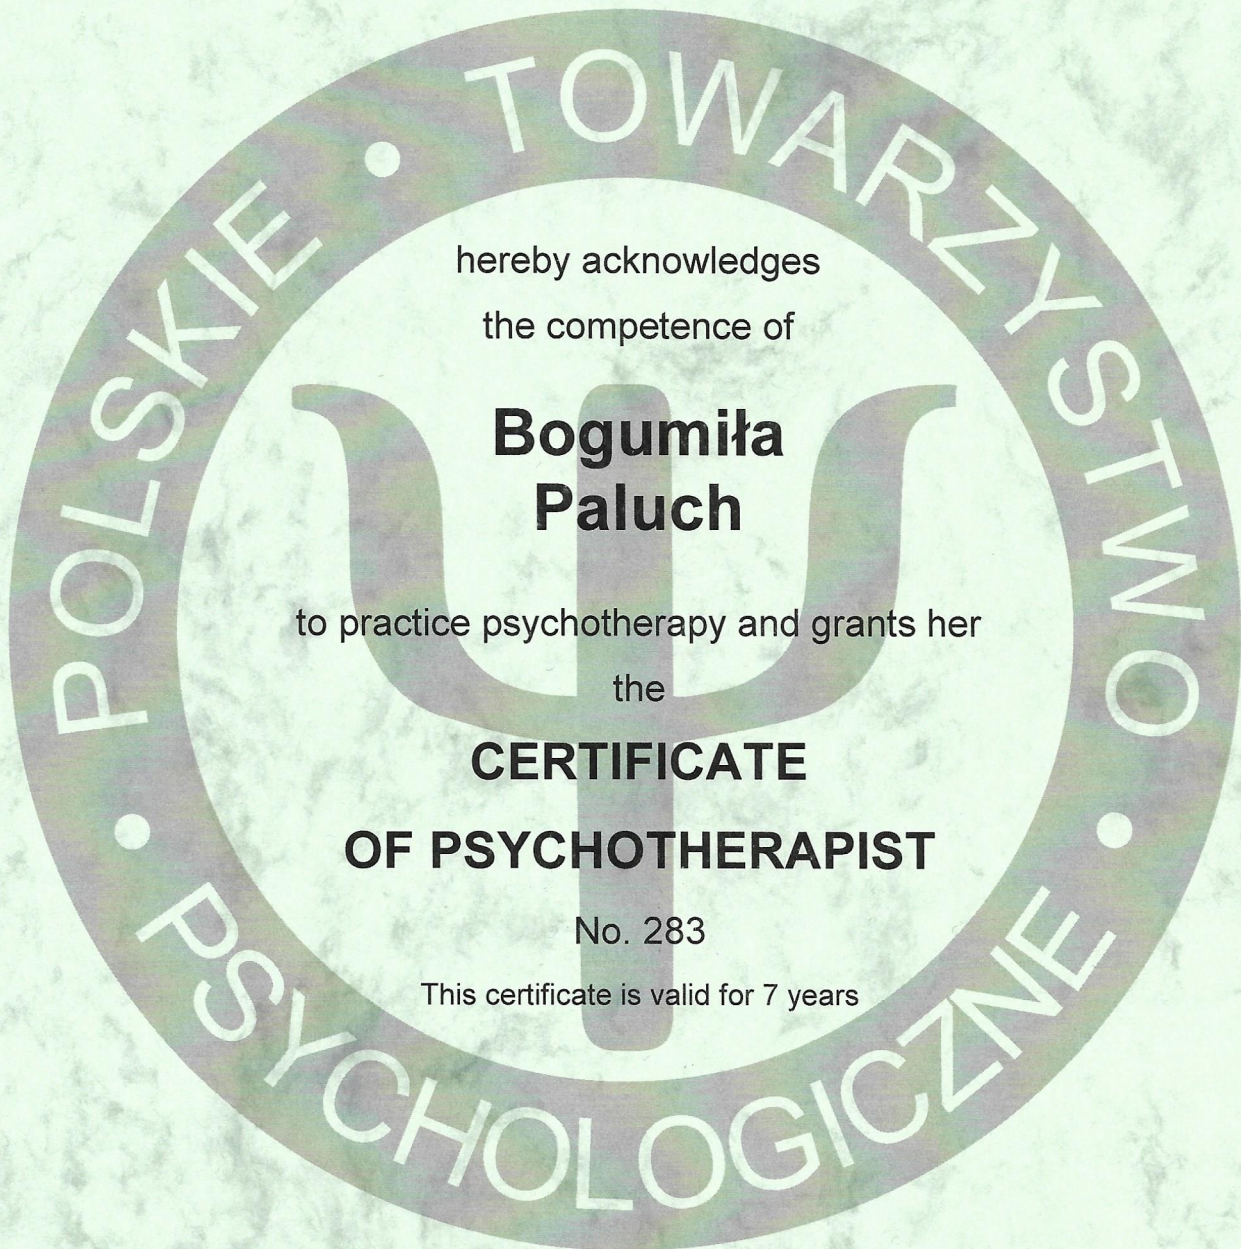 POLSKIE • TOWARZYSTWO • PSYCHOLOGICZNE •
hereby acknowledges
the competence of
Bogumiła
Paluch
to practice psychotherapy and grants her
the
CERTIFICATE
OF PSYCHOTHERAPIST
No. 283
This certificate is valid for 7 years